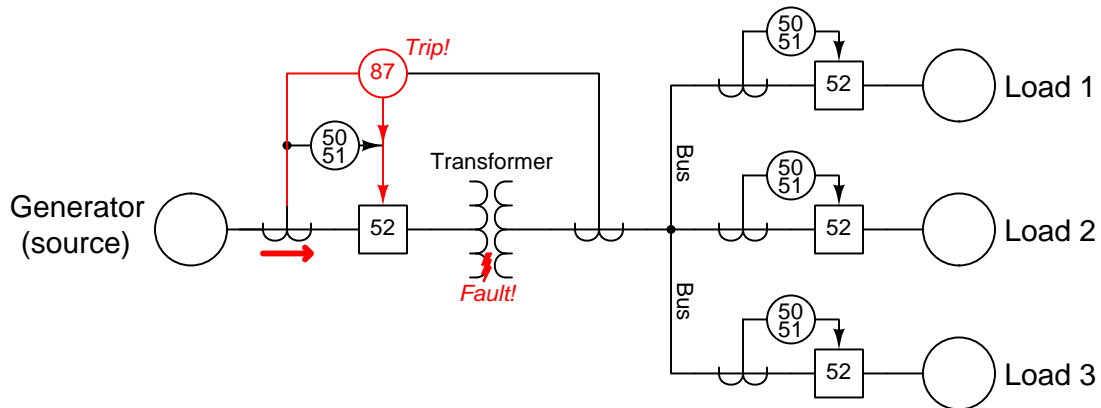 50
51
Trip!
87
52
Load 1
50
51
Transformer
Bus
50
51
Generator
(source)
52
52
Load 2
Fault!
Bus
50
51
52
Load 3